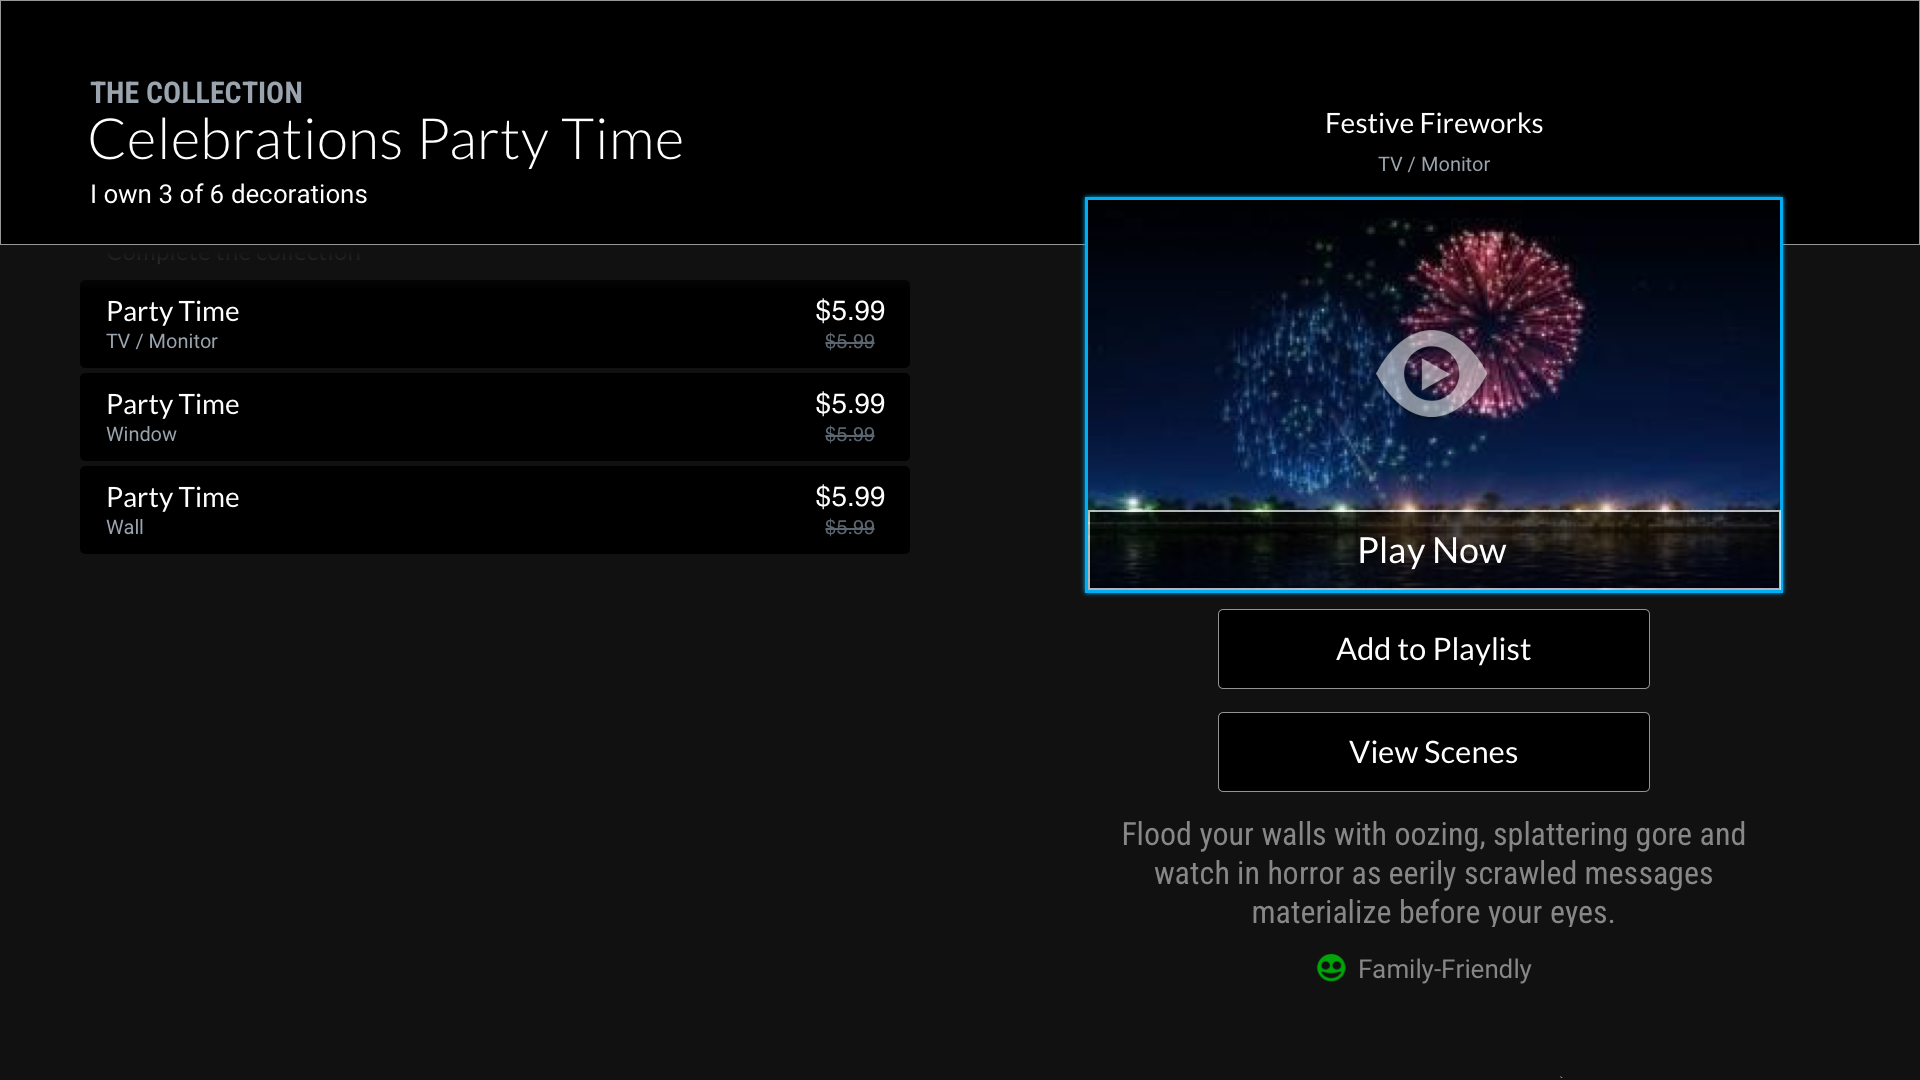 THE COLLECTION
Celebrations Party Time
I own 3 of 6 decorations
Complete the collection
Party Time
TV / Monitor
$5.99
$5.99
Party Time
Window
$5.99
$5.99
Party Time
Wall
$5.99
$5.99
Festive Fireworks
TV / Monitor
Play Now
Add to Playlist
View Scenes
Flood your walls with oozing, splattering gore and
watch in horror as eerily scrawled messages
materialize before your eyes.
Family-Friendly